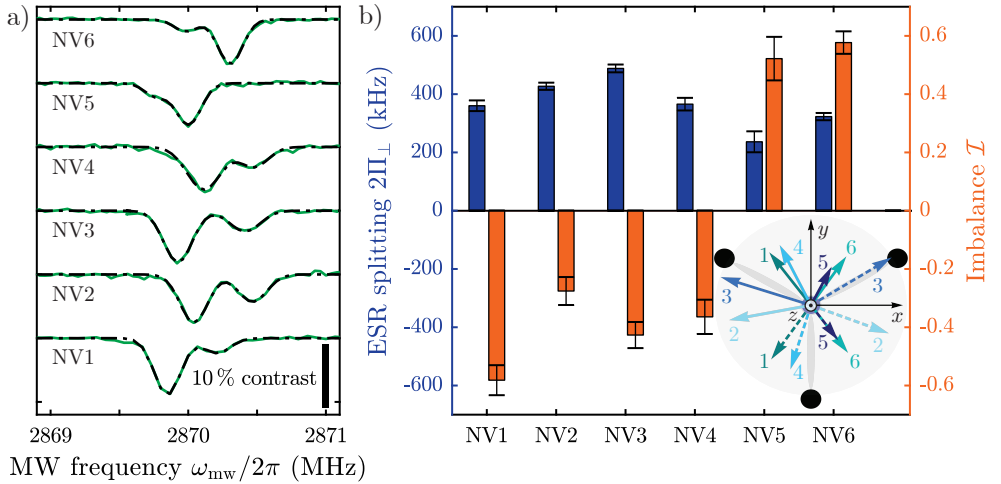 a)
NV6
NV5
NV4
NV3
NV2
NV1
10 % contrast
2869 2870 2871
MW frequency ω_mw/2π (MHz)
b)
ESR splitting 2Π_⊥ (kHz)
600
400
200
0
-200
-400
-600
NV1 NV2 NV3 NV4 NV5 NV6
0.6
0.4
0.2
0
-0.2
-0.4
-0.6
Imbalance ℐ
y
1 4 5 6
3 3
z x
2 2
1 4 5 6